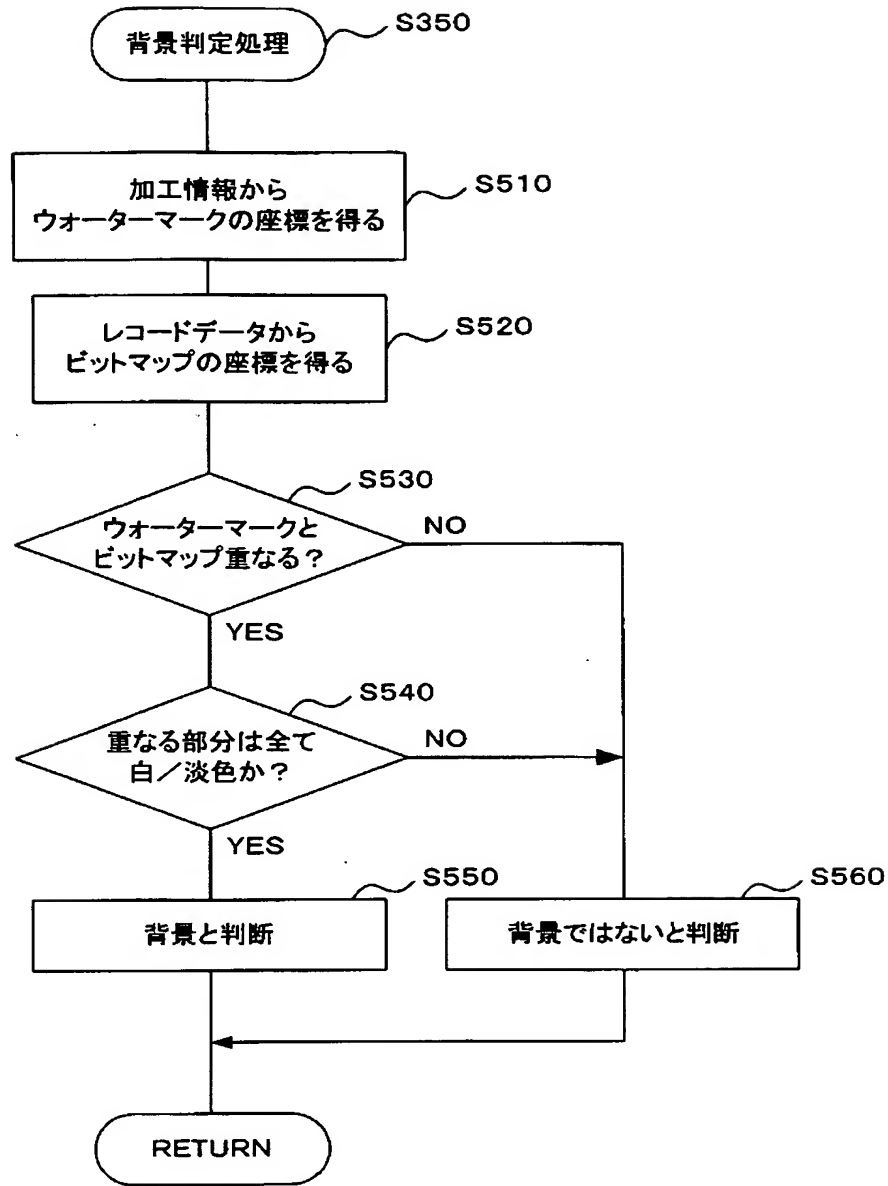 背景判定処理
S350
加工情報から
ウォーターマークの座標を得る
S510
レコードデータから
ビットマップの座標を得る
S520
S530
ウォーターマークと
ビットマップ重なる?
NO
YES
S540
重なる部分は全て
白/淡色か?
NO
YES
S550
背景と判断
S560
背景ではないと判断
RETURN